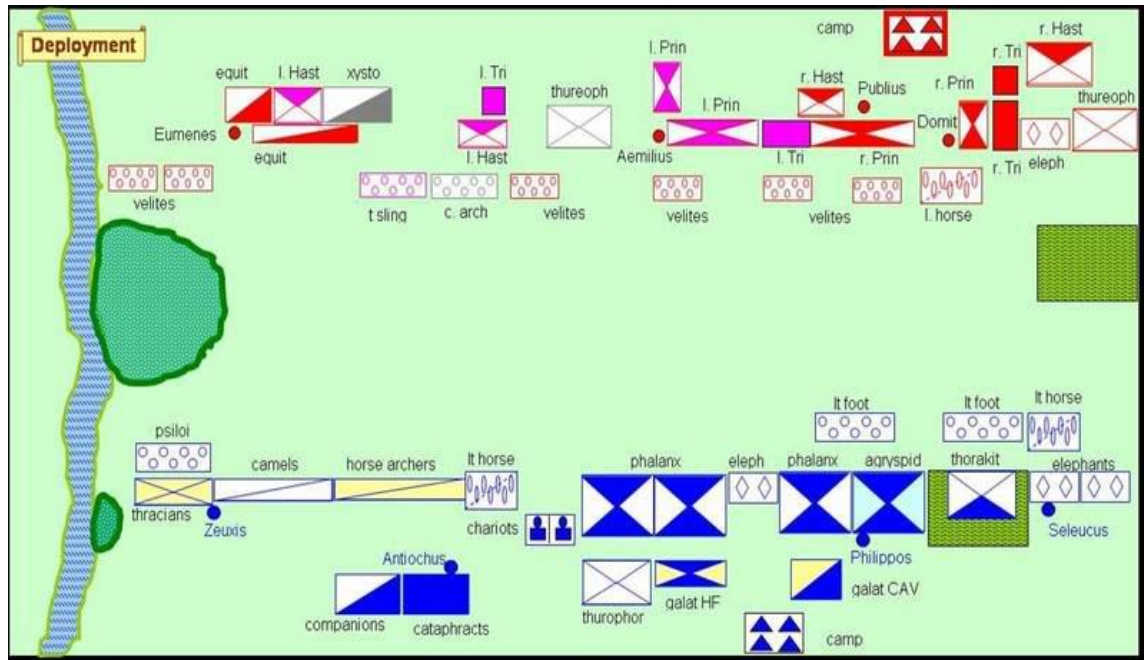 Deployment
camp
r. Hast
equit
l. Hast
xysto
l. Tri
l. Prin
r. Tri
thureoph
r. Hast
Publius
r. Prin
l. Prin
thureoph
Eumenes
Domit
equit
l. Hast
Aemilius
l. Tri
r. Prin
r. Tri
eleph
velites
t sling
c. arch
velites
velites
velites
l. horse
lt foot
lt foot
lt horse
psiloi
camels
horse archers
lt horse
phalanx
eleph
phalanx
agryspid
thorakit
elephants
thracians
Zeuxis
chariots
Seleucus
Antiochus
Philippos
companions
cataphracts
thurophor
galat HF
galat CAV
camp